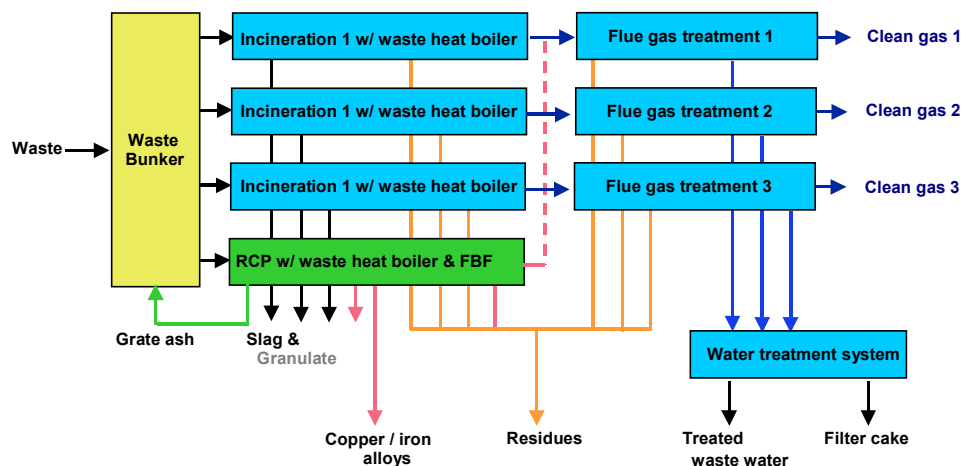 Incineration 1 w/ waste heat boiler
Flue gas treatment 1
Clean gas 1
Incineration 1 w/ waste heat boiler
Flue gas treatment 2
Clean gas 2
Waste
Waste
Bunker
Incineration 1 w/ waste heat boiler
Flue gas treatment 3
Clean gas 3
RCP w/ waste heat boiler & FBF
Grate ash
Slag &
Granulate
Water treatment system
Copper / iron
alloys
Residues
Treated
waste water
Filter cake